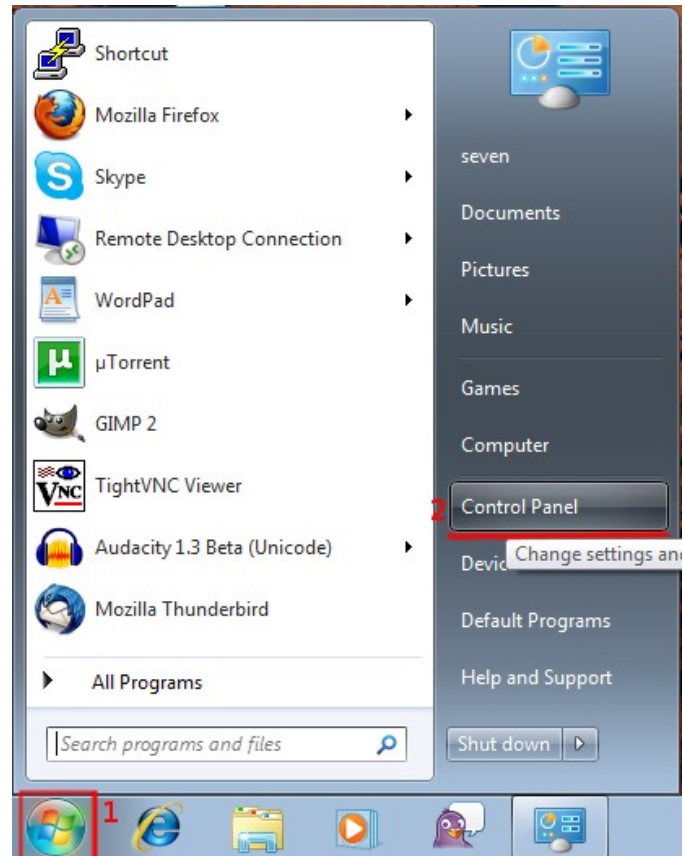 Shortcut
Mozilla Firefox
Skype
Remote Desktop Connection
WordPad
µTorrent
GIMP 2
VNC
TightVNC Viewer
Audacity 1.3 Beta (Unicode)
Mozilla Thunderbird
All Programs
Search programs and files
seven
Documents
Pictures
Music
Games
Computer
2 Control Panel
Change settings and
Devic
Default Programs
Help and Support
Shut down
1